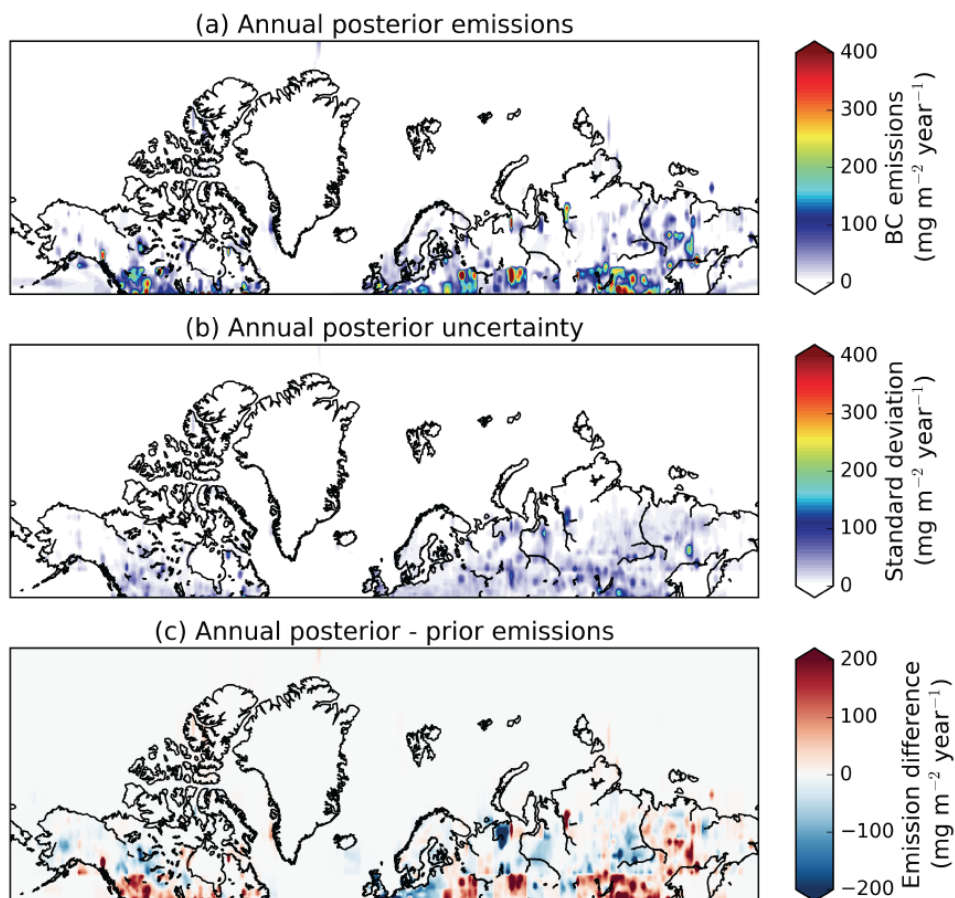 (a) Annual posterior emissions
400
300
200
100
0
BC emissions
(mg m⁻² year⁻¹)
(b) Annual posterior uncertainty
400
300
200
100
0
Standard deviation
(mg m⁻² year⁻¹)
(c) Annual posterior - prior emissions
200
100
0
−100
−200
Emission difference
(mg m⁻² year⁻¹)